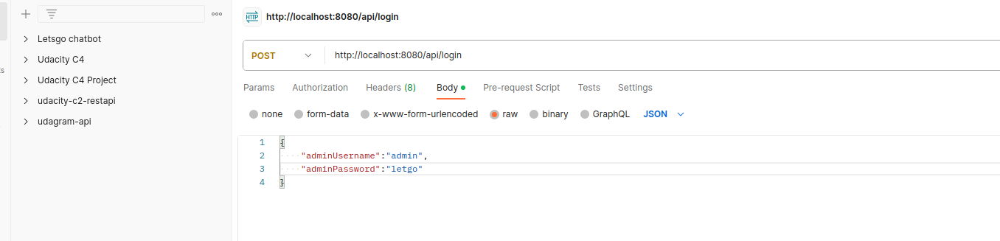 HTTP http://localhost:8080/api/login
Letsgo chatbot
Udacity C4
Udacity C4 Project
udacity-c2-restapi
udagram-api
POST http://localhost:8080/api/login
Params Authorization Headers (8) Body Pre-request Script Tests Settings
none form-data x-www-form-urlencoded raw binary GraphQL JSON
1 {
2 "adminUsername":"admin",
3 "adminPassword":"letgo"
4 }